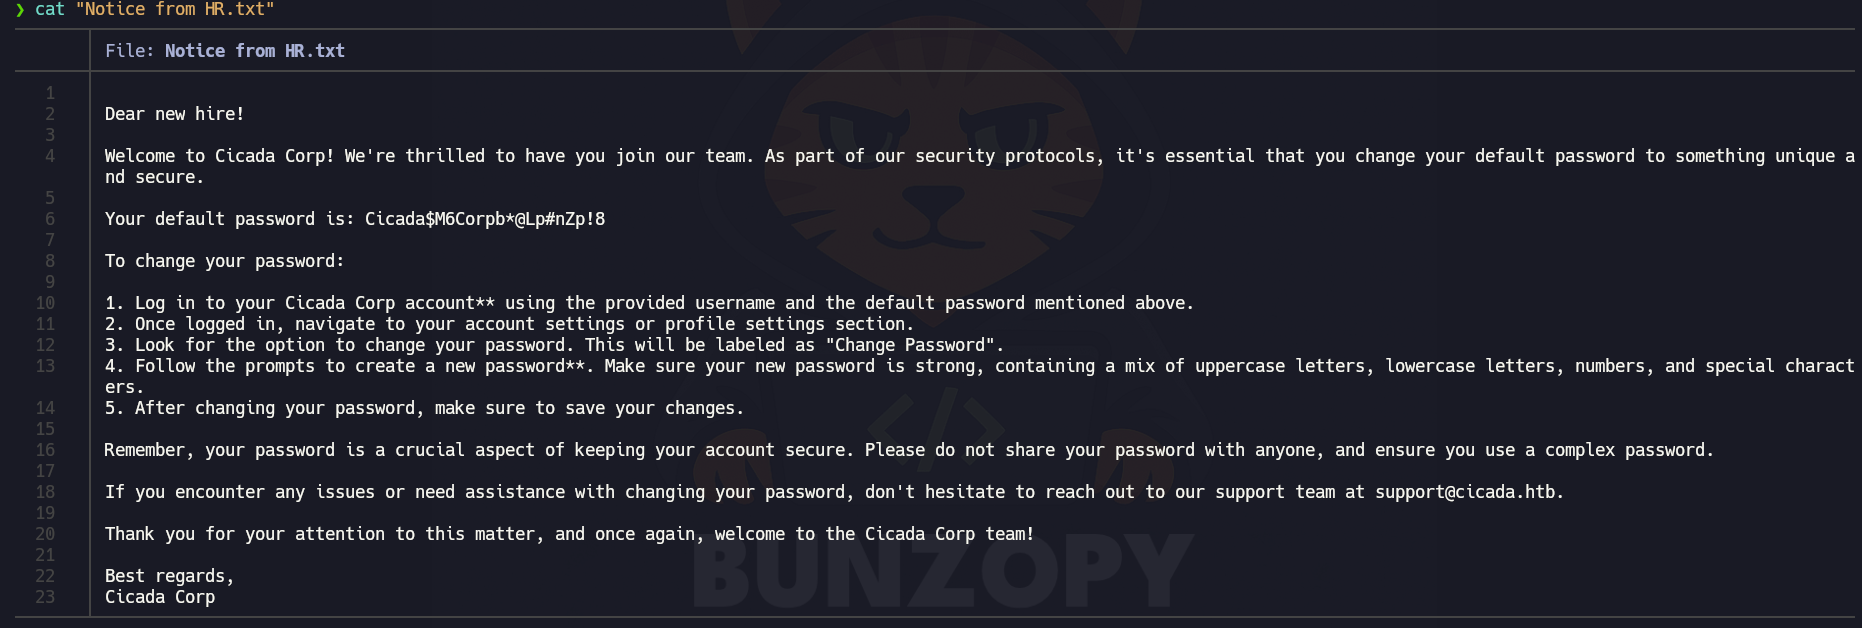 ❯ cat "Notice from HR.txt"
File: Notice from HR.txt
1
2 Dear new hire!
3
4 Welcome to Cicada Corp! We're thrilled to have you join our team. As part of our security protocols, it's essential that you change your default password to something unique a
nd secure.
5
6 Your default password is: Cicada$M6Corpb*@Lp#nZp!8
7
8 To change your password:
9
10 1. Log in to your Cicada Corp account** using the provided username and the default password mentioned above.
11 2. Once logged in, navigate to your account settings or profile settings section.
12 3. Look for the option to change your password. This will be labeled as "Change Password".
13 4. Follow the prompts to create a new password**. Make sure your new password is strong, containing a mix of uppercase letters, lowercase letters, numbers, and special charact
ers.
14 5. After changing your password, make sure to save your changes.
15
16 Remember, your password is a crucial aspect of keeping your account secure. Please do not share your password with anyone, and ensure you use a complex password.
17
18 If you encounter any issues or need assistance with changing your password, don't hesitate to reach out to our support team at support@cicada.htb.
19
20 Thank you for your attention to this matter, and once again, welcome to the Cicada Corp team!
21
22 Best regards,
23 Cicada Corp
</>
BUNZOPY